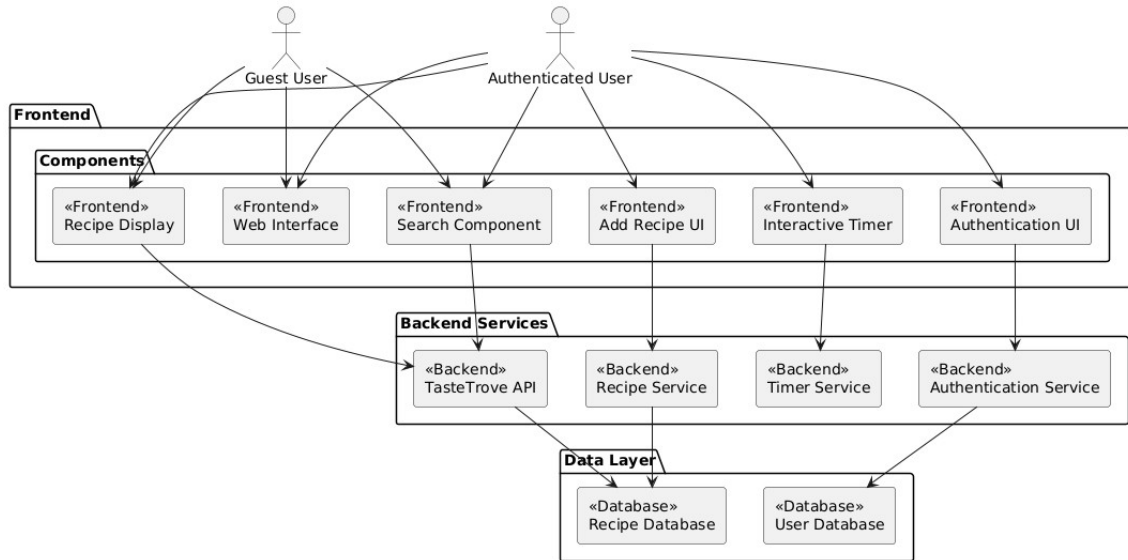 Guest User
Authenticated User
Frontend
Components
«Frontend»
Recipe Display
«Frontend»
Web Interface
«Frontend»
Search Component
«Frontend»
Add Recipe UI
«Frontend»
Interactive Timer
«Frontend»
Authentication UI
Backend Services
«Backend»
TasteTrove API
«Backend»
Recipe Service
«Backend»
Timer Service
«Backend»
Authentication Service
Data Layer
«Database»
Recipe Database
«Database»
User Database